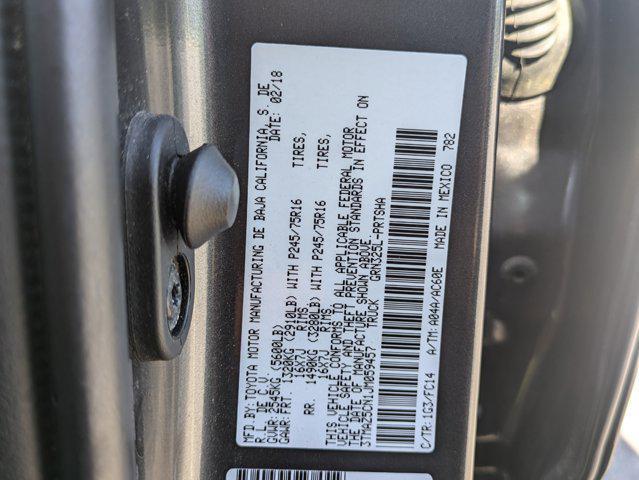 MFD.BY:TOYOTA MOTOR MANUFACTURING DE BAJA CALIFORNIA, S. DE
R.L. DE C.V. DATE: 02/18
GVWR:2545KG (5600LB)
GAWR:FRT. 1320KG (2910LB) WITH P245/75R16 TIRES,
16X7J RIMS
RR. 1490KG (3280LB) WITH P245/75R16 TIRES,
16X7J RIMS
THIS VEHICLE CONFORMS TO ALL APPLICABLE FEDERAL MOTOR
VEHICLE SAFETY AND THEFT PREVENTION STANDARDS IN EFFECT ON
THE DATE OF MANUFACTURE SHOWN ABOVE.
3TMAZ5CN1JM059457 TRUCK GRN325L-PRTSHA
C/TR:1G3/FC14 A/TM:A04A/AC60E MADE IN MEXICO 782